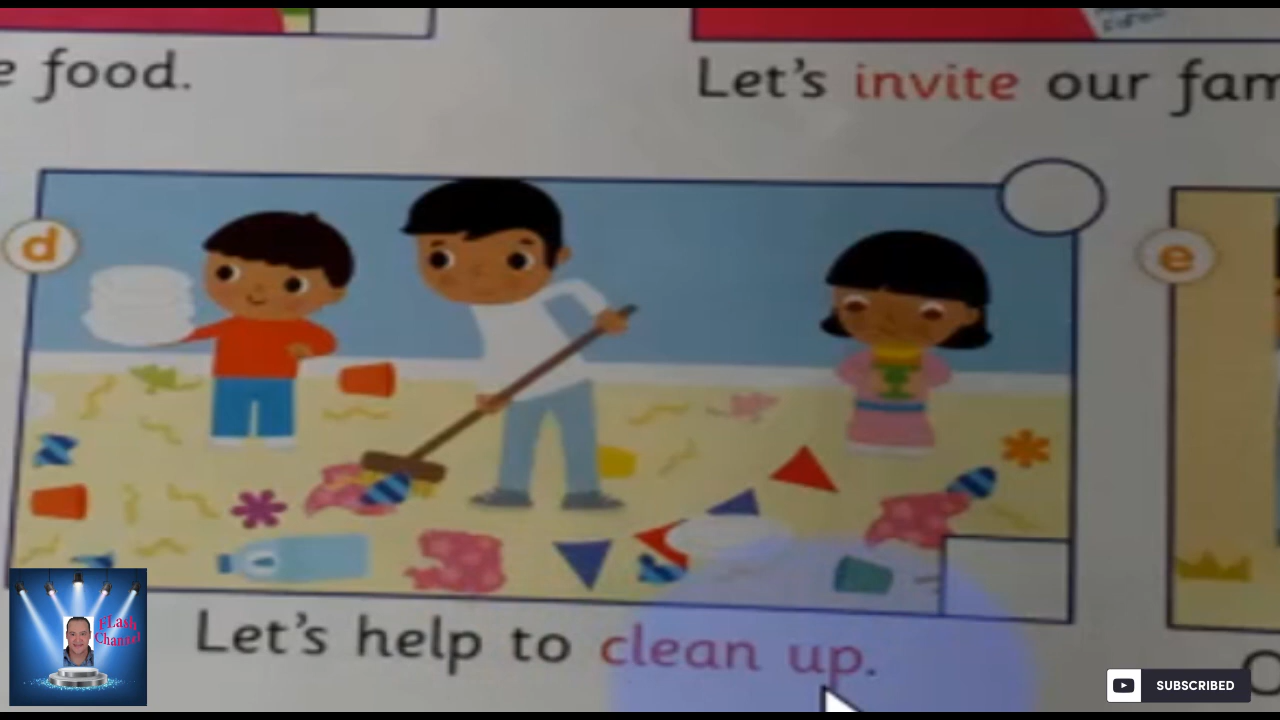 e food.
Let's invite our fam
d
e
Let's help to clean up.
FLash
Channel
SUBSCRIBED